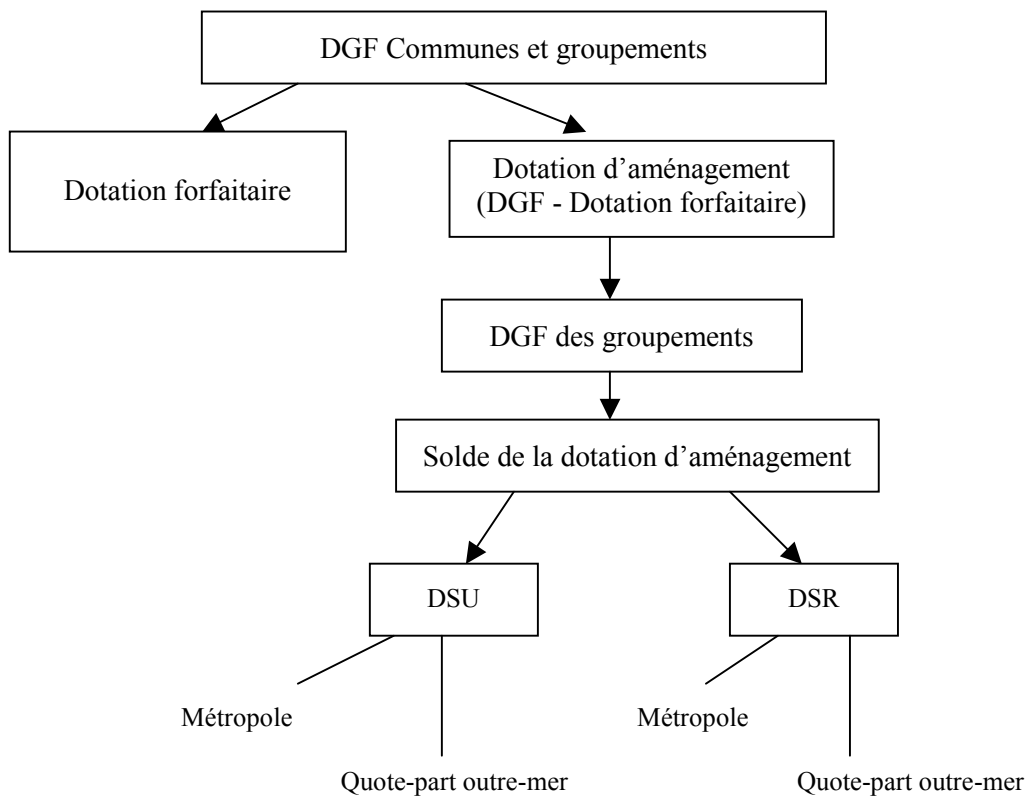 DGF Communes et groupements
Dotation forfaitaire
Dotation d’aménagement
(DGF - Dotation forfaitaire)
DGF des groupements
Solde de la dotation d’aménagement
DSU
DSR
Métropole
Métropole
Quote-part outre-mer
Quote-part outre-mer